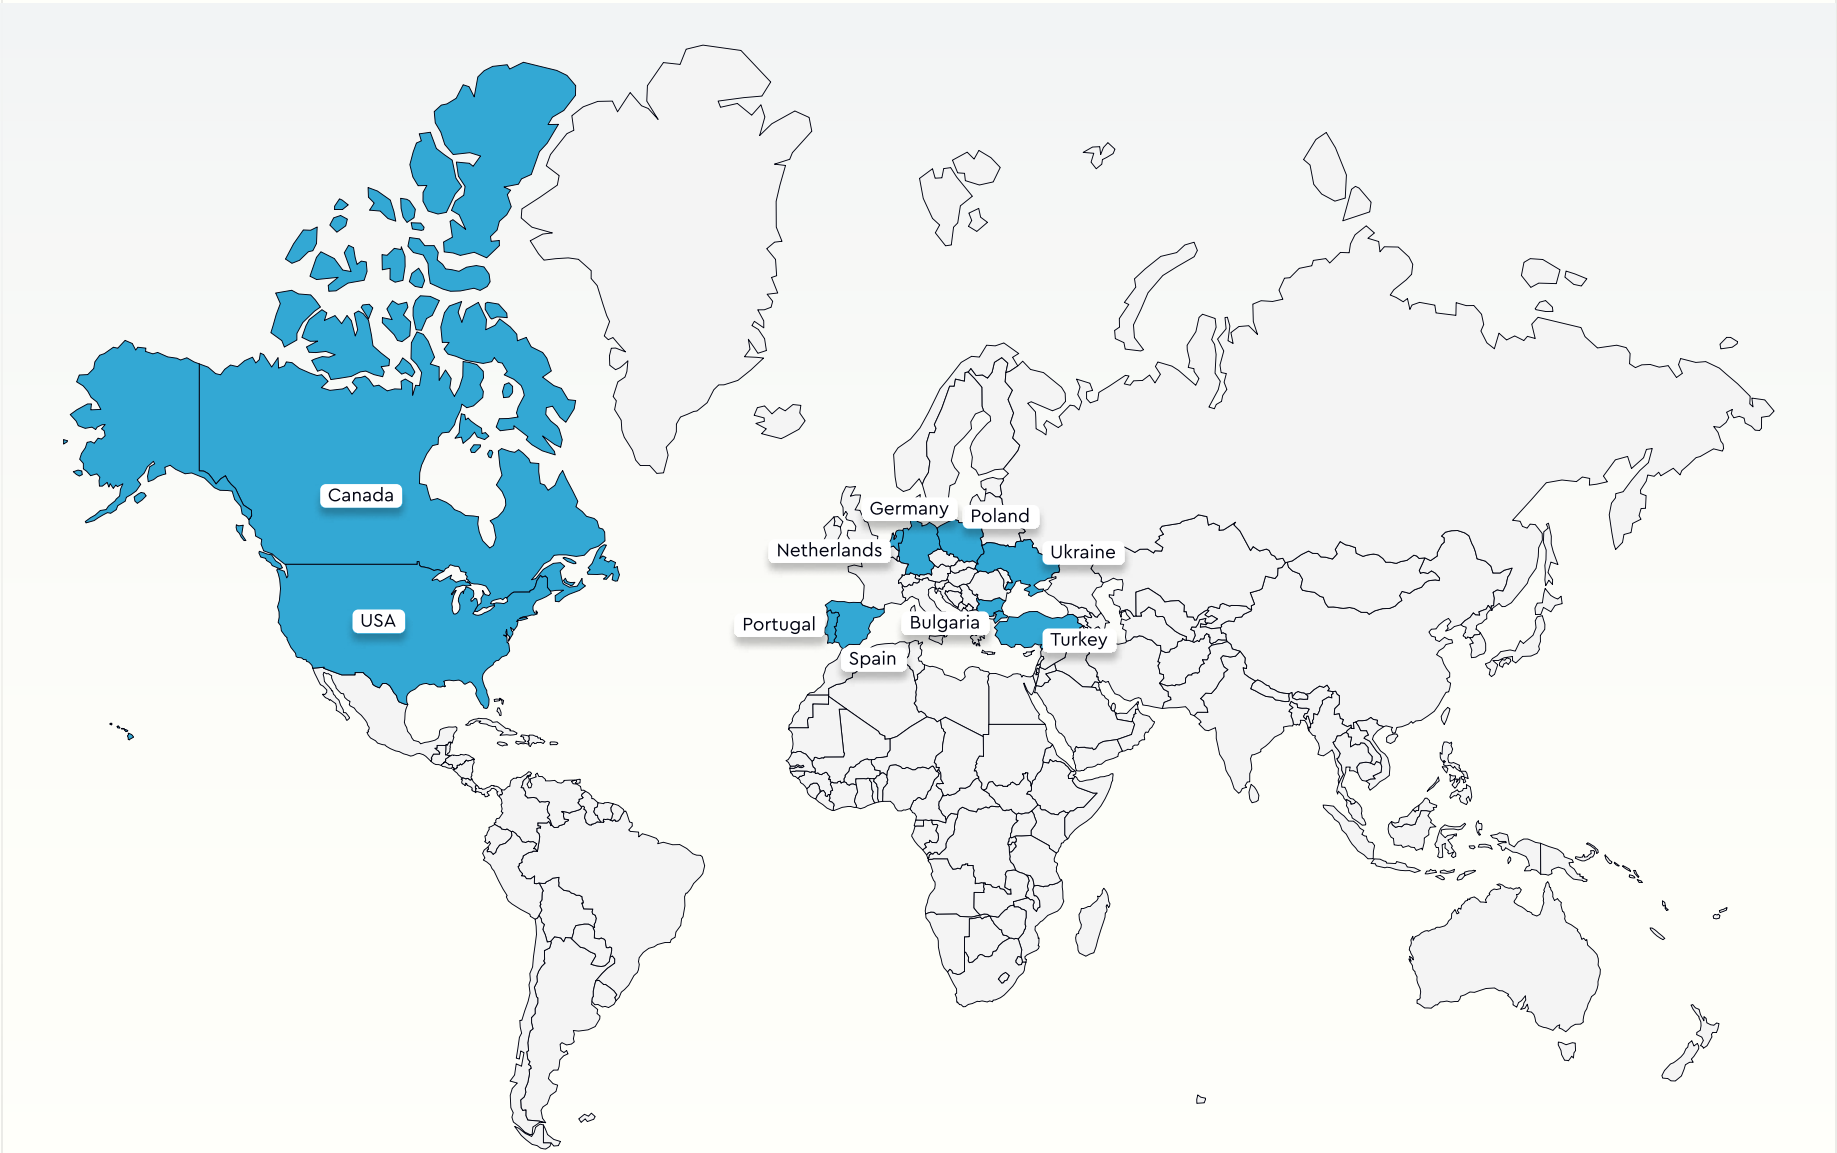 Canada
Germany
Poland
Netherlands
Ukraine
USA
Portugal
Bulgaria
Turkey
Spain